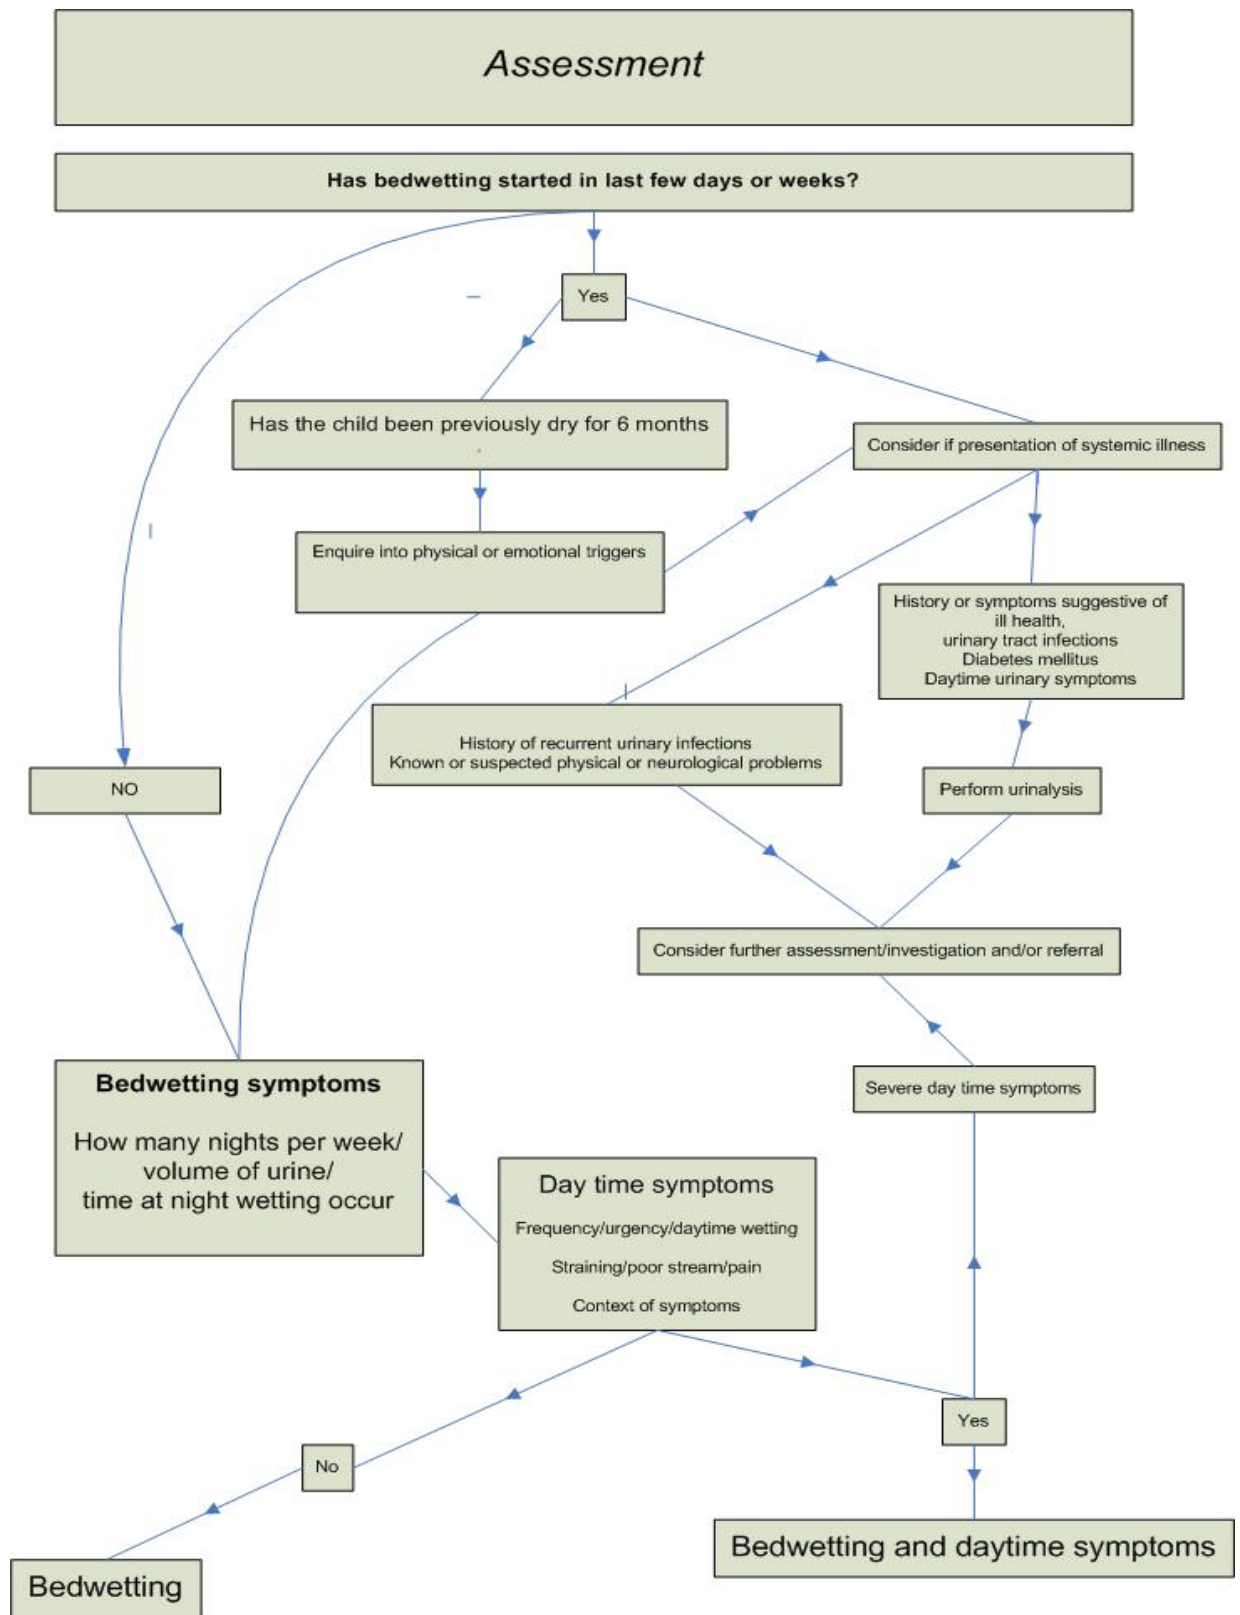 Assessment
Has bedwetting started in last few days or weeks?
Yes
Has the child been previously dry for 6 months
.
Consider if presentation of systemic illness
Enquire into physical or emotional triggers
History or symptoms suggestive of
ill health,
urinary tract infections
Diabetes mellitus
Daytime urinary symptoms
History of recurrent urinary infections
Known or suspected physical or neurological problems
NO
Perform urinalysis
Consider further assessment/investigation and/or referral
Bedwetting symptoms
How many nights per week/
volume of urine/
time at night wetting occur
Severe day time symptoms
Day time symptoms
Frequency/urgency/daytime wetting
Straining/poor stream/pain
Context of symptoms
Yes
No
Bedwetting and daytime symptoms
Bedwetting